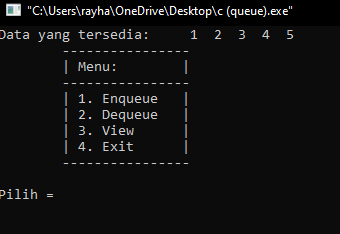 "C:\Users\rayha\OneDrive\Desktop\c (queue).exe"
Data yang tersedia:     1  2  3  4  5
----------------
| Menu:        |
----------------
| 1. Enqueue   |
| 2. Dequeue   |
| 3. View      |
| 4. Exit      |
----------------
Pilih =